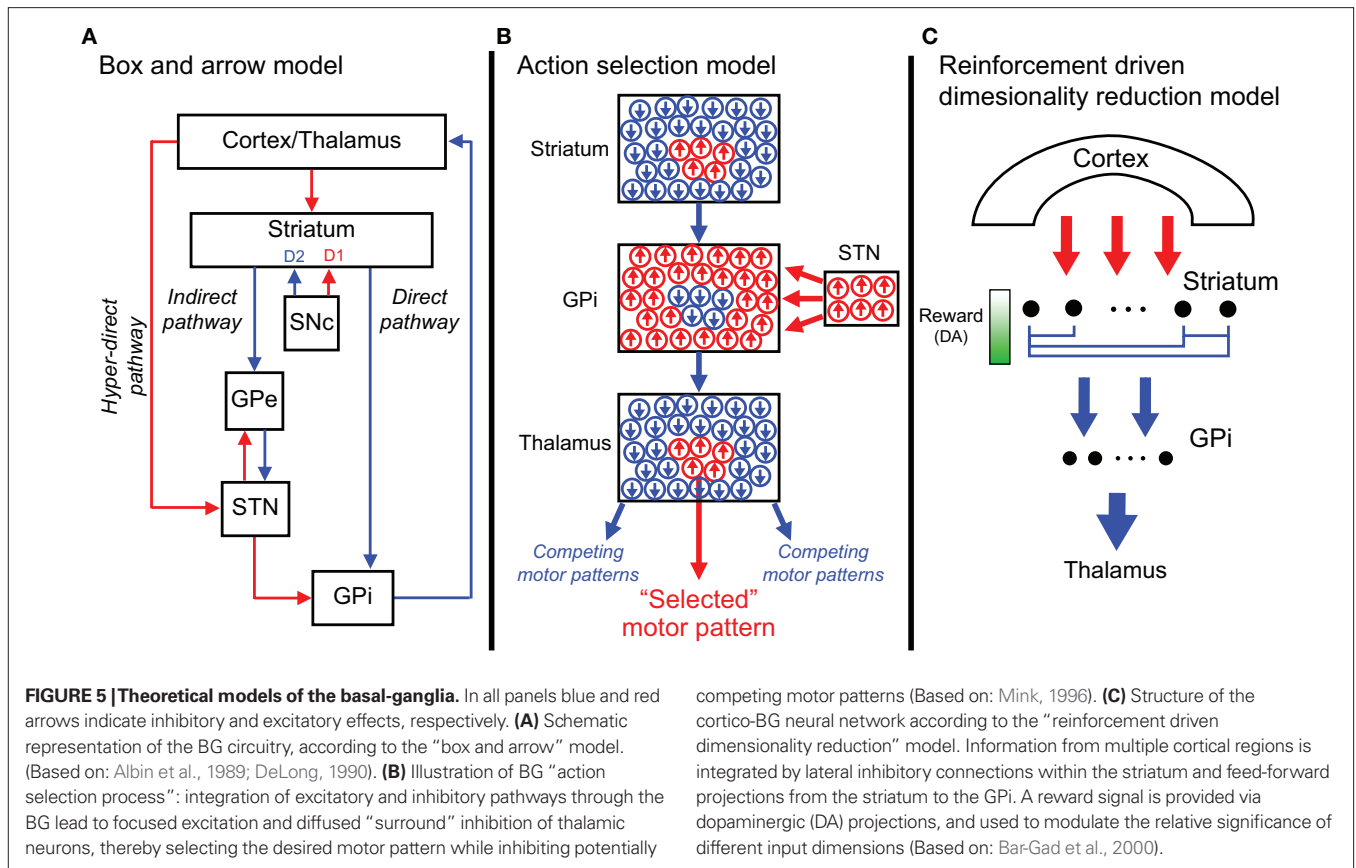 A
Box and arrow model
Cortex/Thalamus
Striatum
D2 D1
Hyper-direct
pathway
Indirect
pathway
SNc
Direct
pathway
GPe
STN
GPi
B
Action selection model
Striatum
STN
GPi
Thalamus
Competing
motor patterns
Competing
motor patterns
“Selected”
motor pattern
C
Reinforcement driven
dimesionality reduction model
Cortex
Striatum
Reward
(DA)
GPi
Thalamus
FIGURE 5 | Theoretical models of the basal-ganglia. In all panels blue and red
arrows indicate inhibitory and excitatory effects, respectively. (A) Schematic
representation of the BG circuitry, according to the “box and arrow” model.
(Based on: Albin et al., 1989; DeLong, 1990). (B) Illustration of BG “action
selection process”: integration of excitatory and inhibitory pathways through the
BG lead to focused excitation and diffused “surround” inhibition of thalamic
neurons, thereby selecting the desired motor pattern while inhibiting potentially
competing motor patterns (Based on: Mink, 1996). (C) Structure of the
cortico-BG neural network according to the “reinforcement driven
dimensionality reduction” model. Information from multiple cortical regions is
integrated by lateral inhibitory connections within the striatum and feed-forward
projections from the striatum to the GPi. A reward signal is provided via
dopaminergic (DA) projections, and used to modulate the relative significance of
different input dimensions (Based on: Bar-Gad et al., 2000).